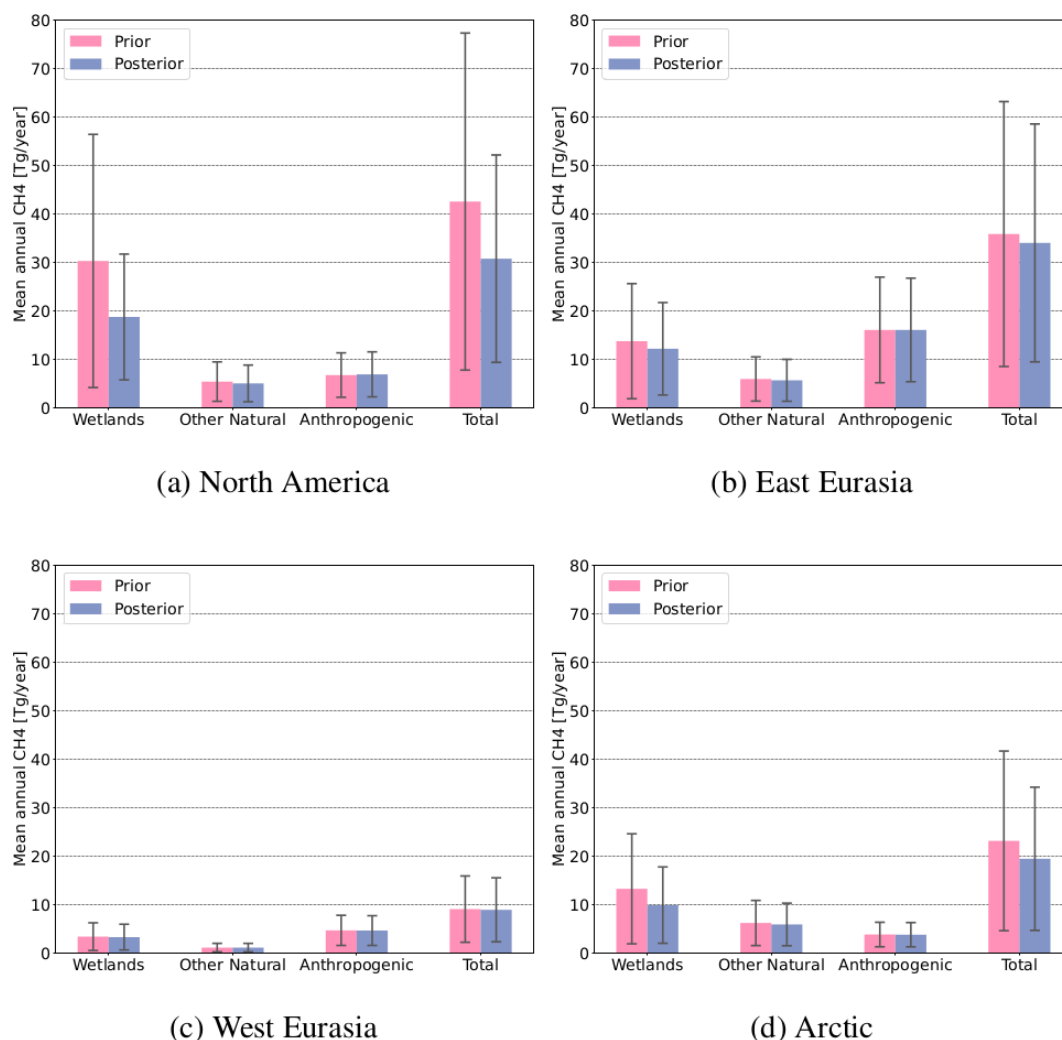 80
70
60
50
40
30
20
10
0
Mean annual CH4 [Tg/year]
Prior
Posterior
Wetlands Other Natural Anthropogenic Total
(a) North America
80
70
60
50
40
30
20
10
0
Mean annual CH4 [Tg/year]
Prior
Posterior
Wetlands Other Natural Anthropogenic Total
(b) East Eurasia
80
70
60
50
40
30
20
10
0
Mean annual CH4 [Tg/year]
Prior
Posterior
Wetlands Other Natural Anthropogenic Total
(c) West Eurasia
80
70
60
50
40
30
20
10
0
Mean annual CH4 [Tg/year]
Prior
Posterior
Wetlands Other Natural Anthropogenic Total
(d) Arctic